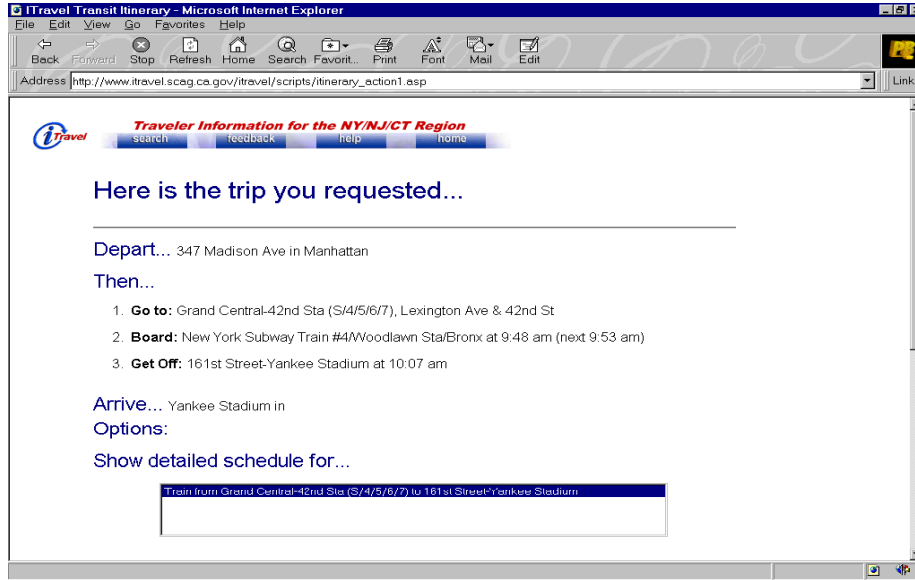 ITravel Transit Itinerary - Microsoft Internet Explorer
File Edit View Go Favorites Help
Back Forward Stop Refresh Home Search Favorit... Print Font Mail Edit
Address http://www.itravel.scag.ca.gov/itravel/scripts/itinerary_action1.asp Link
iTravel
Traveler Information for the NY/NJ/CT Region
search feedback help home
Here is the trip you requested...
Depart... 347 Madison Ave in Manhattan
Then...
1. Go to: Grand Central-42nd Sta (S/4/5/6/7), Lexington Ave & 42nd St
2. Board: New York Subway Train #4/Woodlawn Sta/Bronx at 9:48 am (next 9:53 am)
3. Get Off: 161st Street-Yankee Stadium at 10:07 am
Arrive... Yankee Stadium in
Options:
Show detailed schedule for...
Train from Grand Central-42nd Sta (S/4/5/6/7) to 161st Street-Yankee Stadium